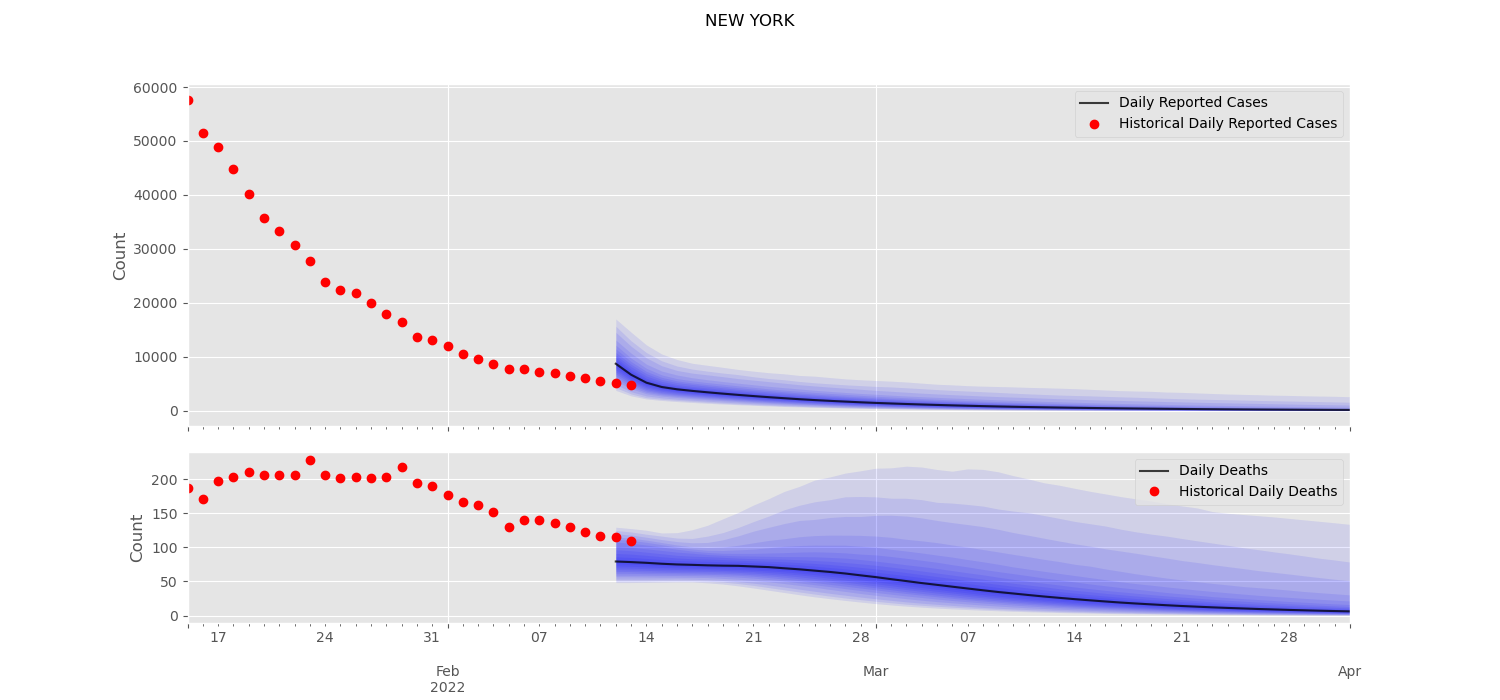 NEW YORK
60000
50000
40000
30000
20000
10000
0
Count
Daily Reported Cases
Historical Daily Reported Cases
200
150
100
50
0
Count
Daily Deaths
Historical Daily Deaths
17 24 31 07 14 21 28 07 14 21 28
Feb Mar Apr
2022